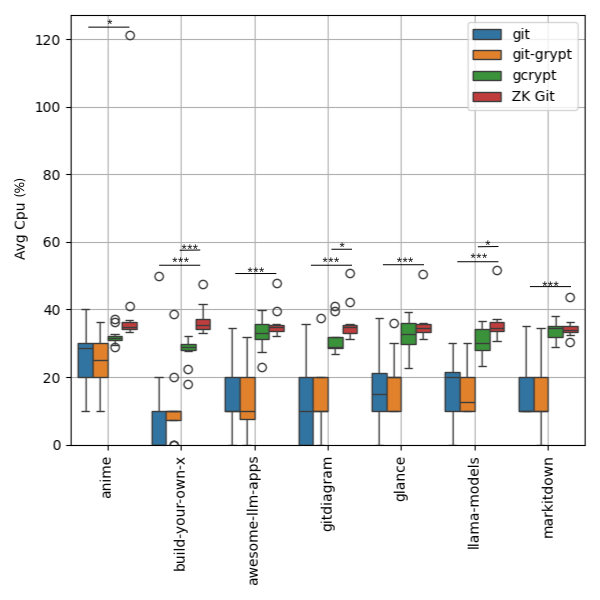 git
git-grypt
gcrypt
ZK Git
Avg Cpu (%)
120
100
80
60
40
20
0
*
***
***
***
*
***
***
*
***
***
anime
build-your-own-x
awesome-llm-apps
gitdiagram
glance
llama-models
markitdown